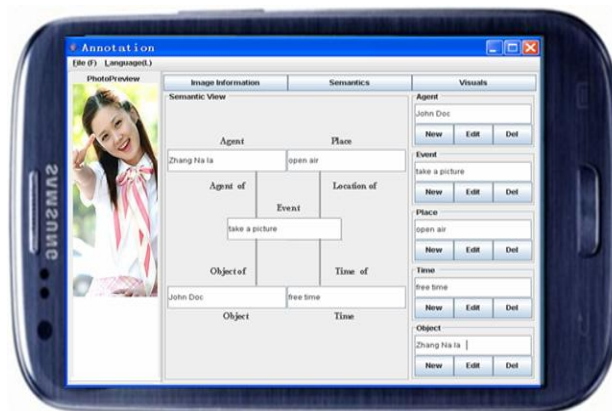 Annotation
File (F) Language(L)
PhotoPreview
Image Information Semantics Visuals
Semantic View
Agent Place
Zhang Na la open air
Agent of Location of
Event
take a picture
Object of Time of
John Doc free time
Object Time
Agent
John Doc
New Edit Del
Event
take a picture
New Edit Del
Place
open air
New Edit Del
Time
free time
New Edit Del
Object
Zhang Na la
New Edit Del
SAMSUNG